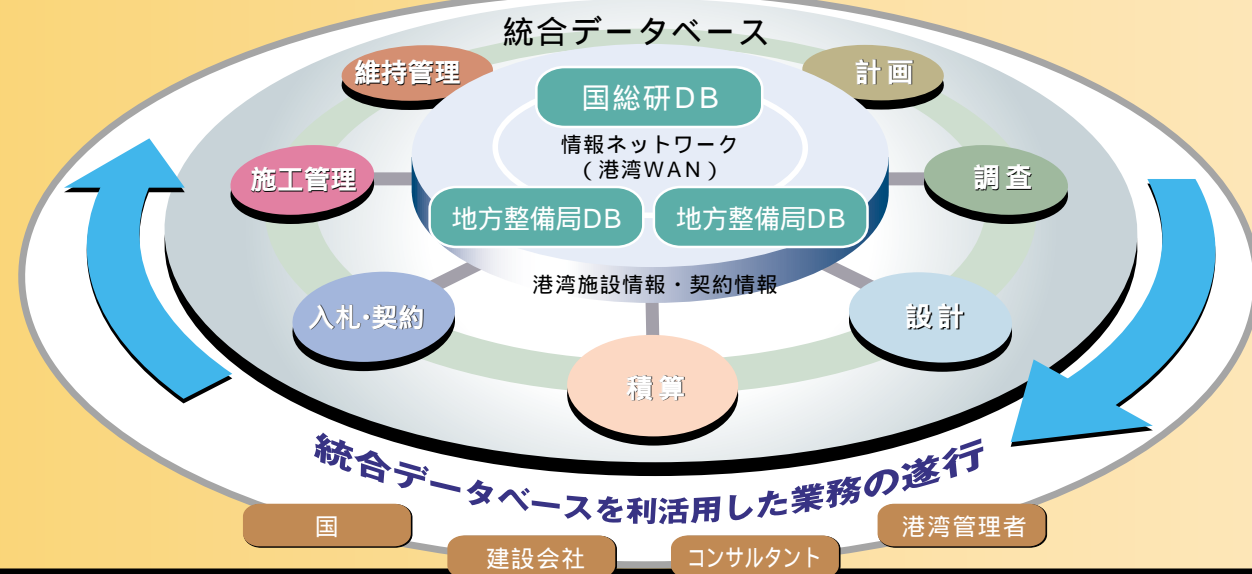 統合データベース
維持管理
計画
国総研DB
情報ネットワーク
(港湾WAN)
施工管理
調査
地方整備局DB
地方整備局DB
港湾施設情報・契約情報
入札・契約
設計
積算
統合データベースを利活用した業務の遂行
国
建設会社
コンサルタント
港湾管理者